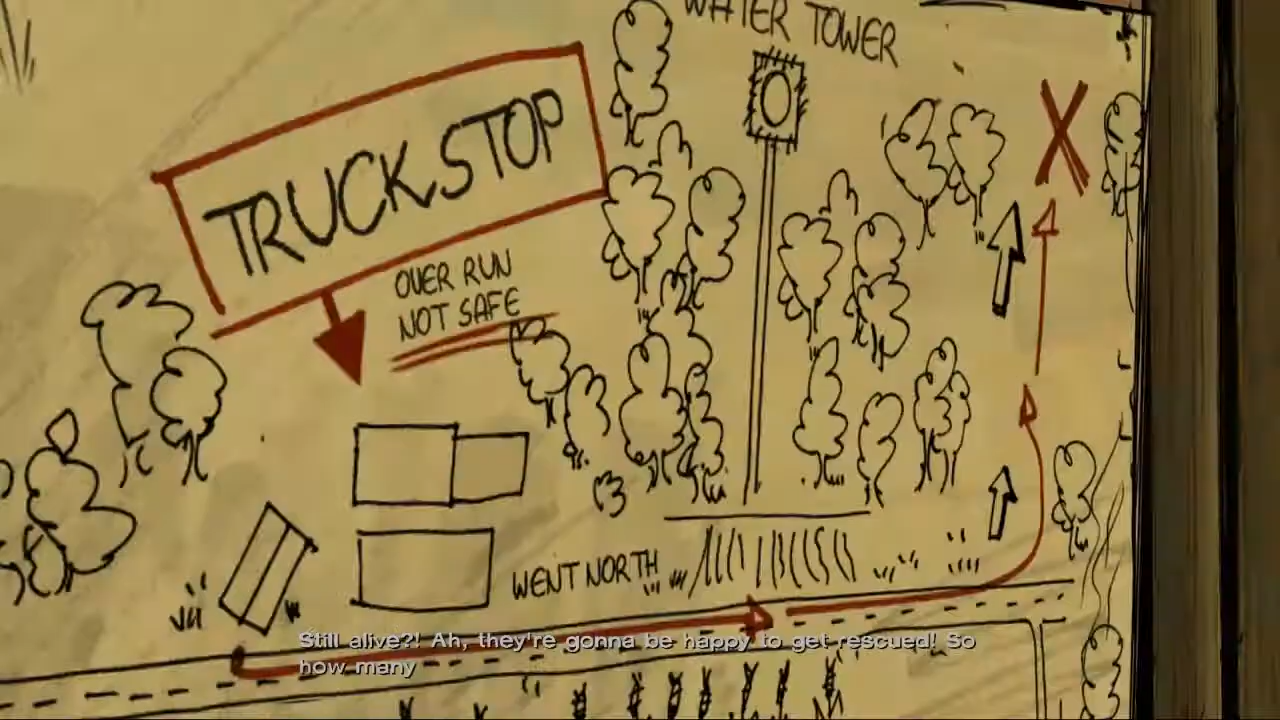 WATER TOWER
TRUCK STOP
OVER RUN
NOT SAFE
WENT NORTH
Still alive?! Ah, they're gonna be happy to get rescued! So
how many